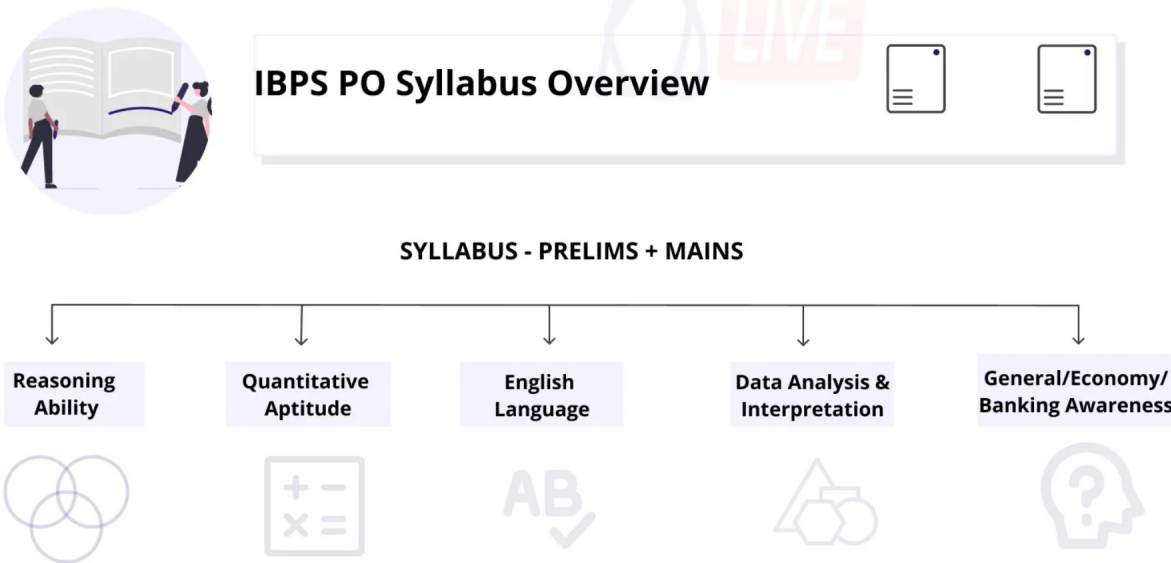 LIVE
IBPS PO Syllabus Overview
SYLLABUS - PRELIMS + MAINS
Reasoning
Ability
Quantitative
Aptitude
English
Language
Data Analysis &
Interpretation
General/Economy/
Banking Awareness
+ -
× =
AB
?